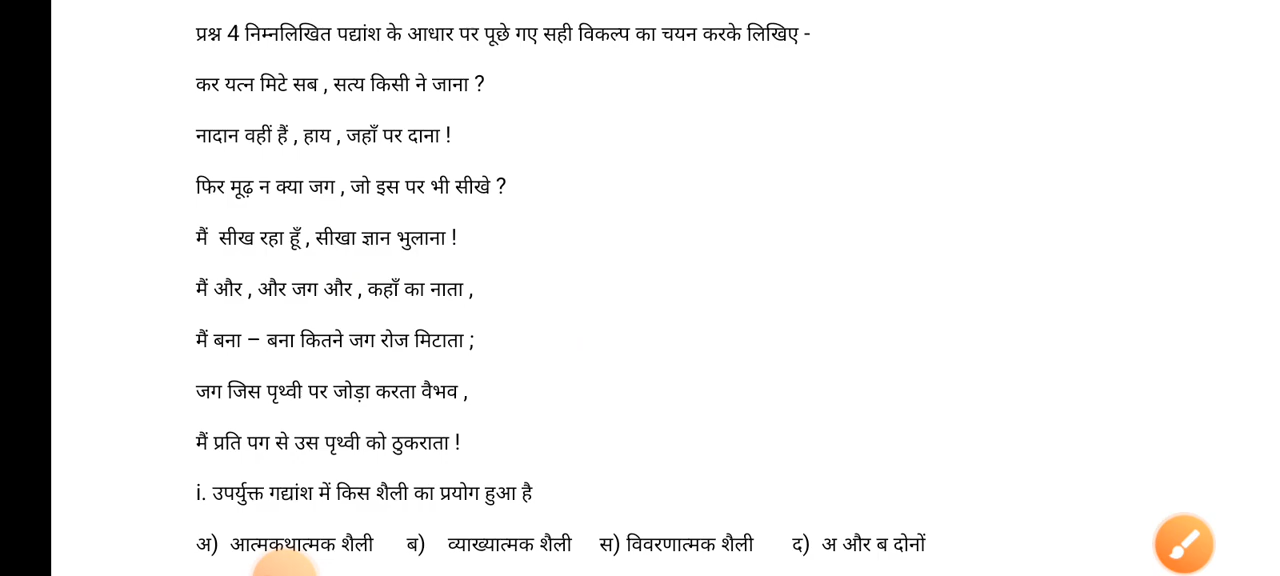 प्रश्न 4 निम्नलिखित पद्यांश के आधार पर पूछे गए सही विकल्प का चयन करके लिखिए -
कर यत्न मिटे सब , सत्य किसी ने जाना ?
नादान वहीं हैं , हाय , जहाँ पर दाना !
फिर मूढ़ न क्या जग , जो इस पर भी सीखे ?
मैं सीख रहा हूँ , सीखा ज्ञान भुलाना !
मैं और , और जग और , कहाँ का नाता ,
मैं बना – बना कितने जग रोज मिटाता ;
जग जिस पृथ्वी पर जोड़ा करता वैभव ,
मैं प्रति पग से उस पृथ्वी को ठुकराता !
i. उपर्युक्त गद्यांश में किस शैली का प्रयोग हुआ है
अ) आत्मकथात्मक शैली ब) व्याख्यात्मक शैली स) विवरणात्मक शैली द) अ और ब दोनों